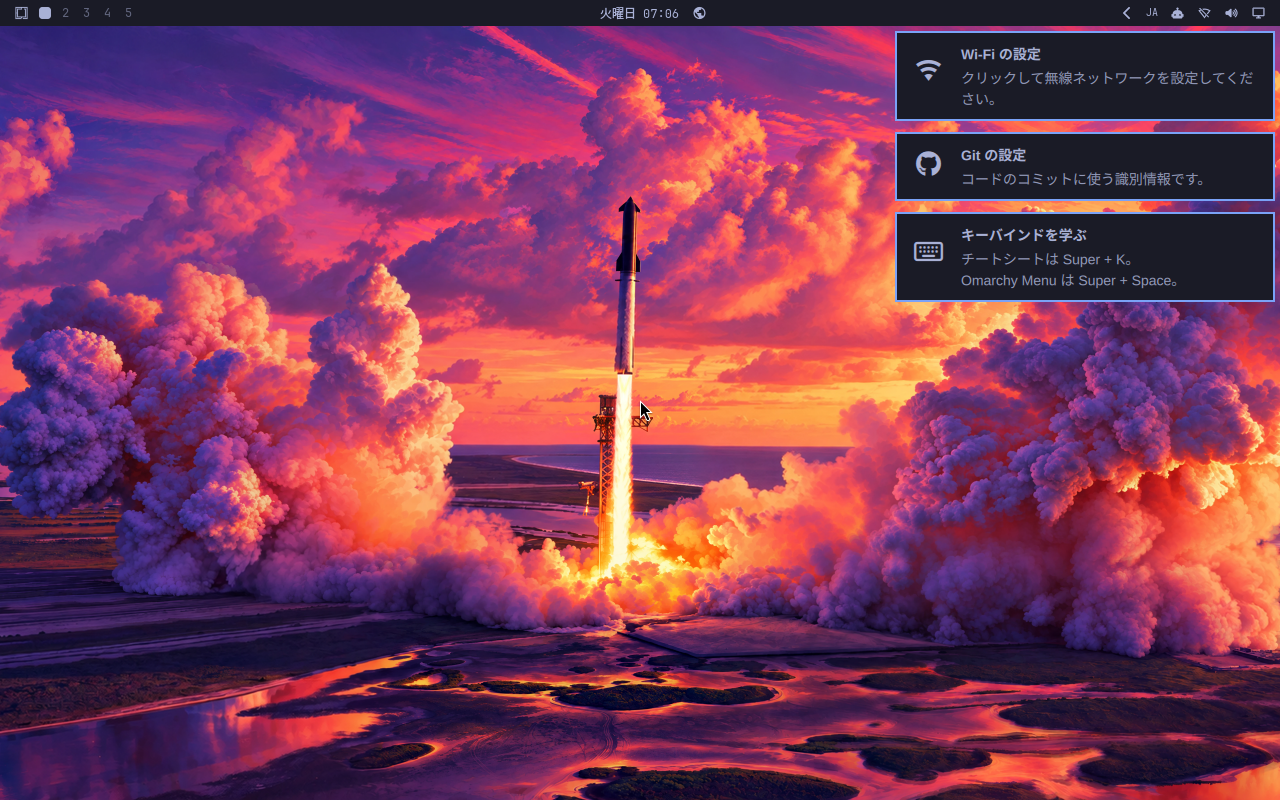 2 3 4 5
火曜日 07:06
JA
Wi-Fi の設定
クリックして無線ネットワークを設定してくだ
さい。
Git の設定
コードのコミットに使う識別情報です。
キーバインドを学ぶ
チートシートは Super + K。
Omarchy Menu は Super + Space。